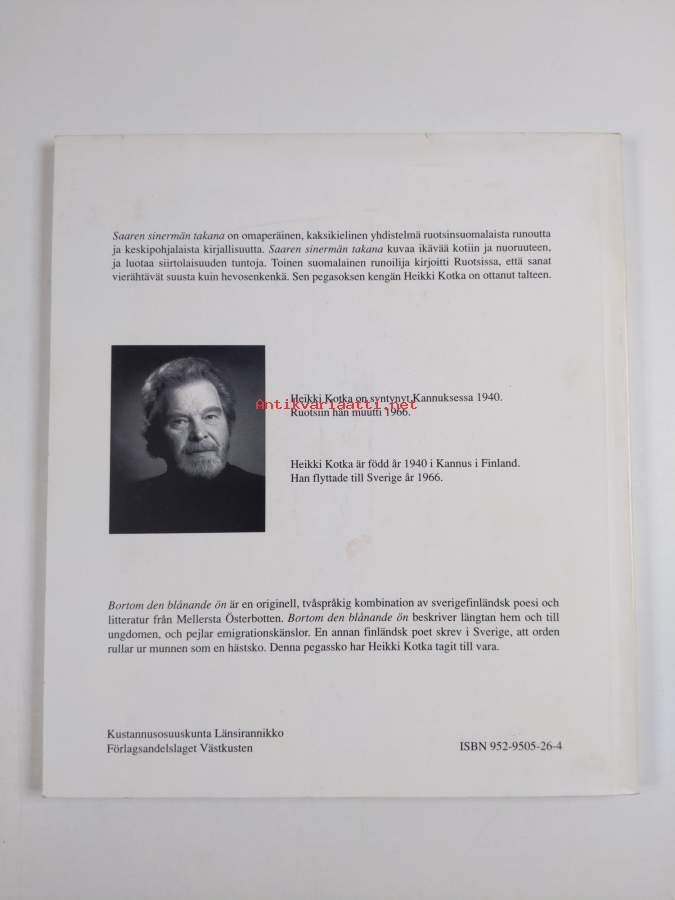 Saaren sinermän takana on omaperäinen, kaksikielinen yhdistelmä ruotsinsuomalaista runoutta
ja keskipohjalaista kirjallisuutta. Saaren sinermän takana kuvaa ikävää kotiin ja nuoruuteen,
ja luotaa siirtolaisuuden tuntoja. Toinen suomalainen runoilija kirjoitti Ruotsissa, että sanat
vierähtävät suusta kuin hevosenkenkä. Sen pegasoksen kengän Heikki Kotka on ottanut talteen.
Heikki Kotka on syntynyt Kannuksessa 1940.
Antikvariaatti.net
Ruotsiin hän muutti 1966.
Heikki Kotka är född år 1940 i Kannus i Finland.
Han flyttade till Sverige år 1966.
Bortom den blånande ön är en originell, tvåspråkig kombination av sverigefinländsk poesi och
litteratur från Mellersta Österbotten. Bortom den blånande ön beskriver längtan hem och till
ungdomen, och pejlar emigrationskänslor. En annan finländsk poet skrev i Sverige, att orden
rullar ur munnen som en hästsko. Denna pegassko har Heikki Kotka tagit till vara.
Kustannusosuuskunta Länsirannikko
Förlagsandelslaget Västkusten
ISBN 952-9505-26-4